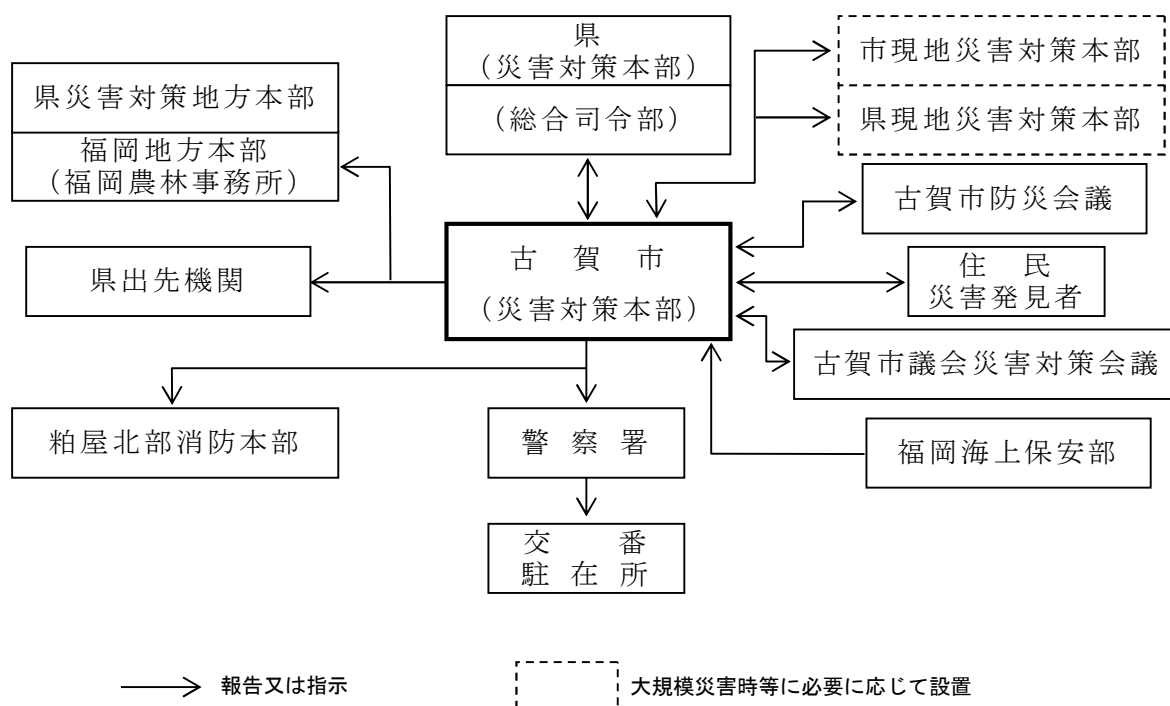 県
（災害対策本部）
（総合司令部）
市現地災害対策本部
県現地災害対策本部
県災害対策地方本部
福岡地方本部
（福岡農林事務所）
古賀市防災会議
古賀市
（災害対策本部）
県出先機関
住民
災害発見者
古賀市議会災害対策会議
粕屋北部消防本部
警察署
福岡海上保安部
交番
駐在所
報告又は指示
大規模災害時等に必要に応じて設置